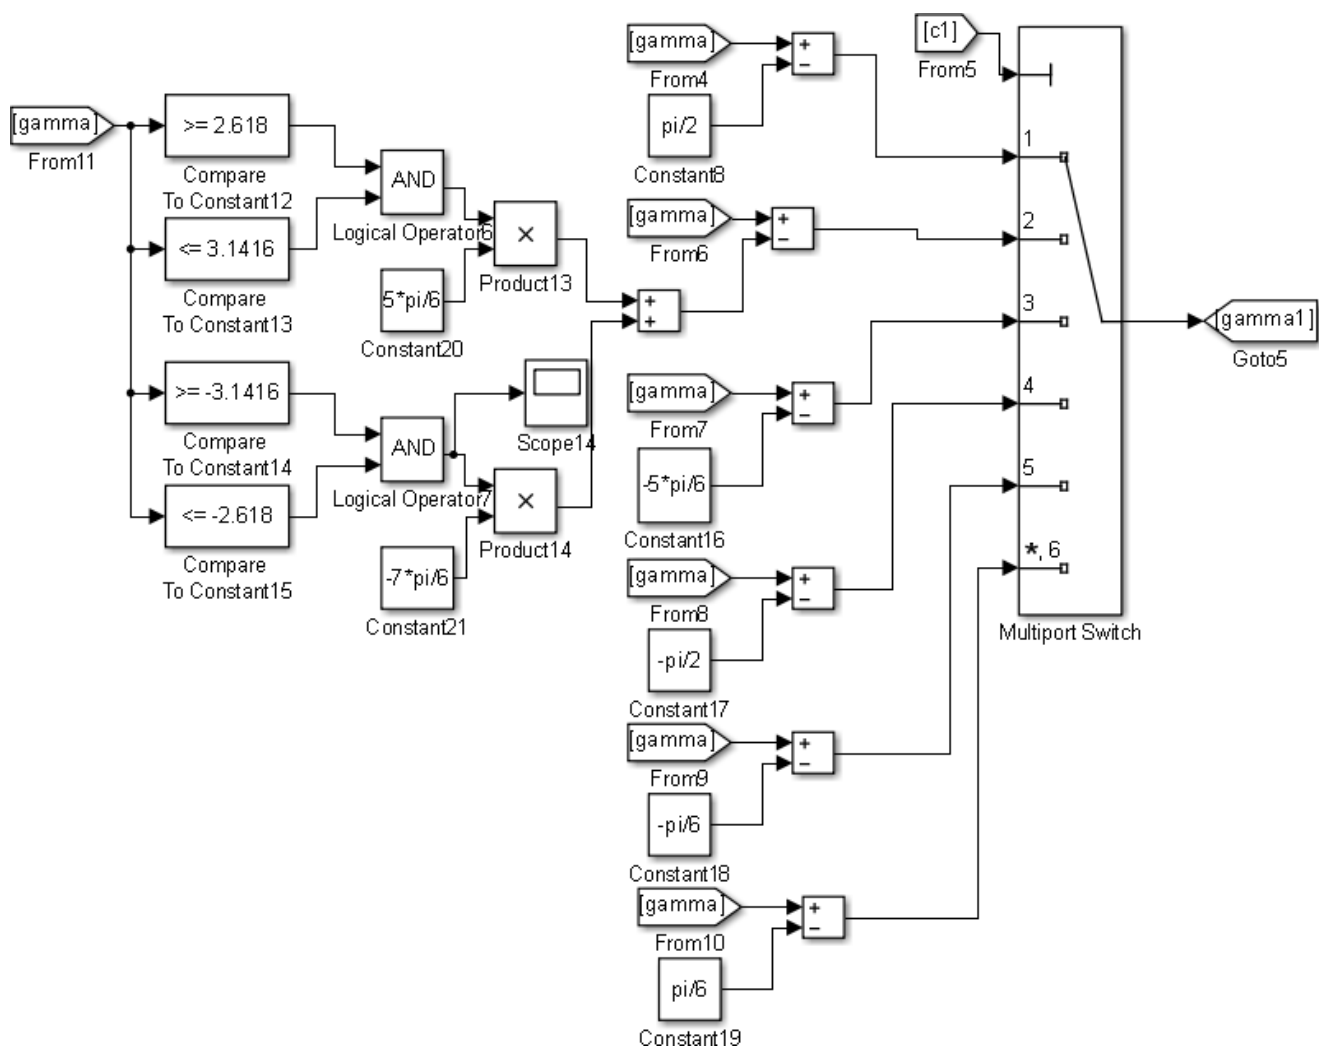 [gamma]
From11
>= 2.618
Compare
To Constant12
<= 3.1416
Compare
To Constant13
>= -3.1416
Compare
To Constant14
<= -2.618
Compare
To Constant15
AND
Logical Operator6
5*pi/6
Constant20
×
Product13
AND
Logical Operator7
-7*pi/6
Constant21
Scope14
×
Product14
+
+
[gamma]
From4
pi/2
Constant8
+
−
[gamma]
From6
+
−
[gamma]
From7
-5*pi/6
Constant16
+
−
[gamma]
From8
-pi/2
Constant17
+
−
[gamma]
From9
-pi/6
Constant18
+
−
[gamma]
From10
pi/6
Constant19
+
−
[c1]
From5
1
2
3
4
5
*, 6
Multiport Switch
[gamma1]
Goto5